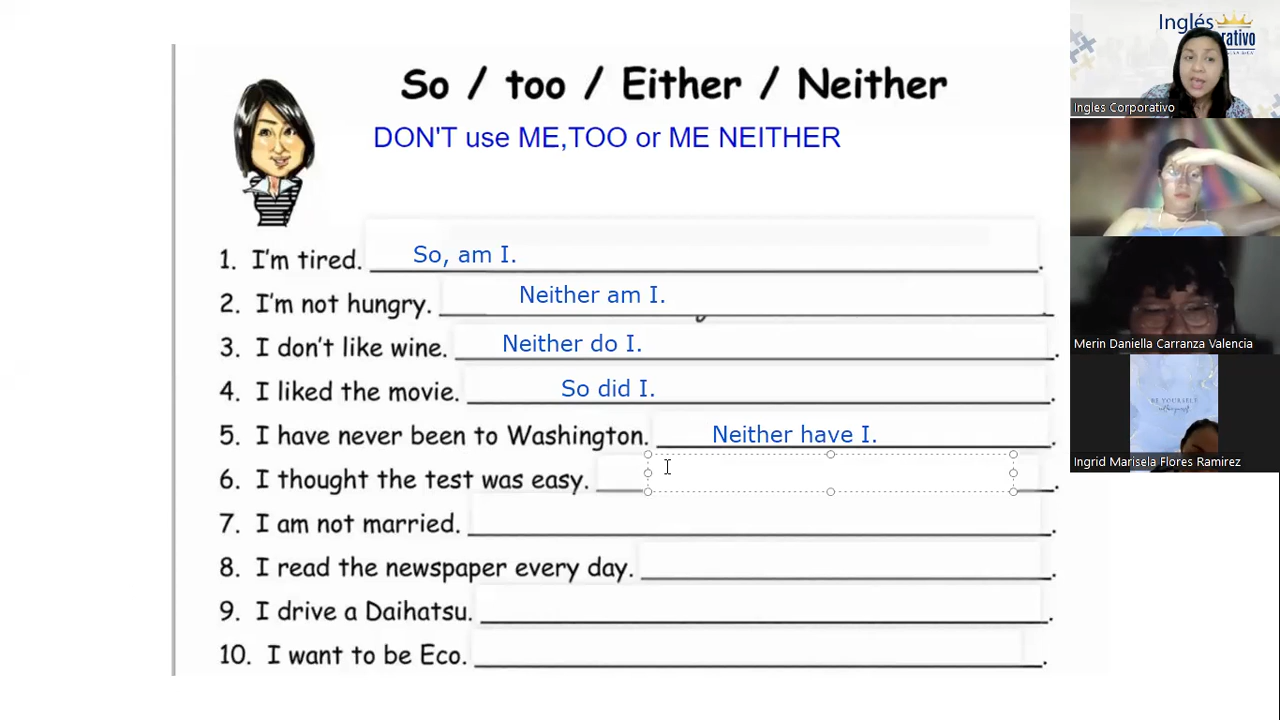 So / too / Either / Neither
DON'T use ME,TOO or ME NEITHER
1. I'm tired. So, am I.
2. I'm not hungry. Neither am I.
3. I don't like wine. Neither do I.
4. I liked the movie. So did I.
5. I have never been to Washington. Neither have I.
6. I thought the test was easy.
7. I am not married.
8. I read the newspaper every day.
9. I drive a Daihatsu.
10. I want to be Eco.
Inglés
Ingles Corporativo
Merin Daniella Carranza Valencia
BE YOURSELF
Ingrid Marisela Flores Ramirez